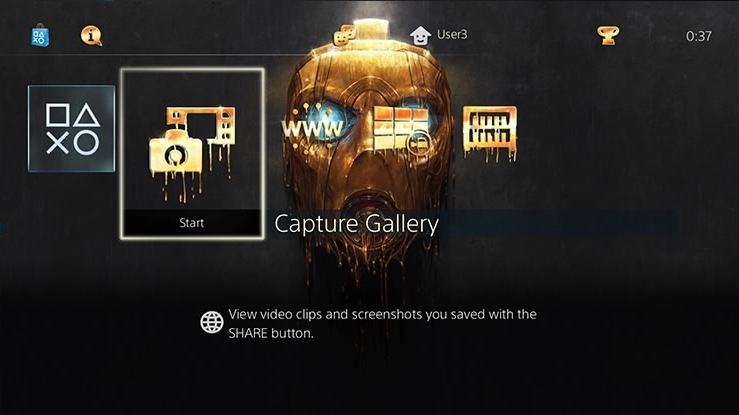 User3
0:37
WWW
Start
Capture Gallery
View video clips and screenshots you saved with the
SHARE button.